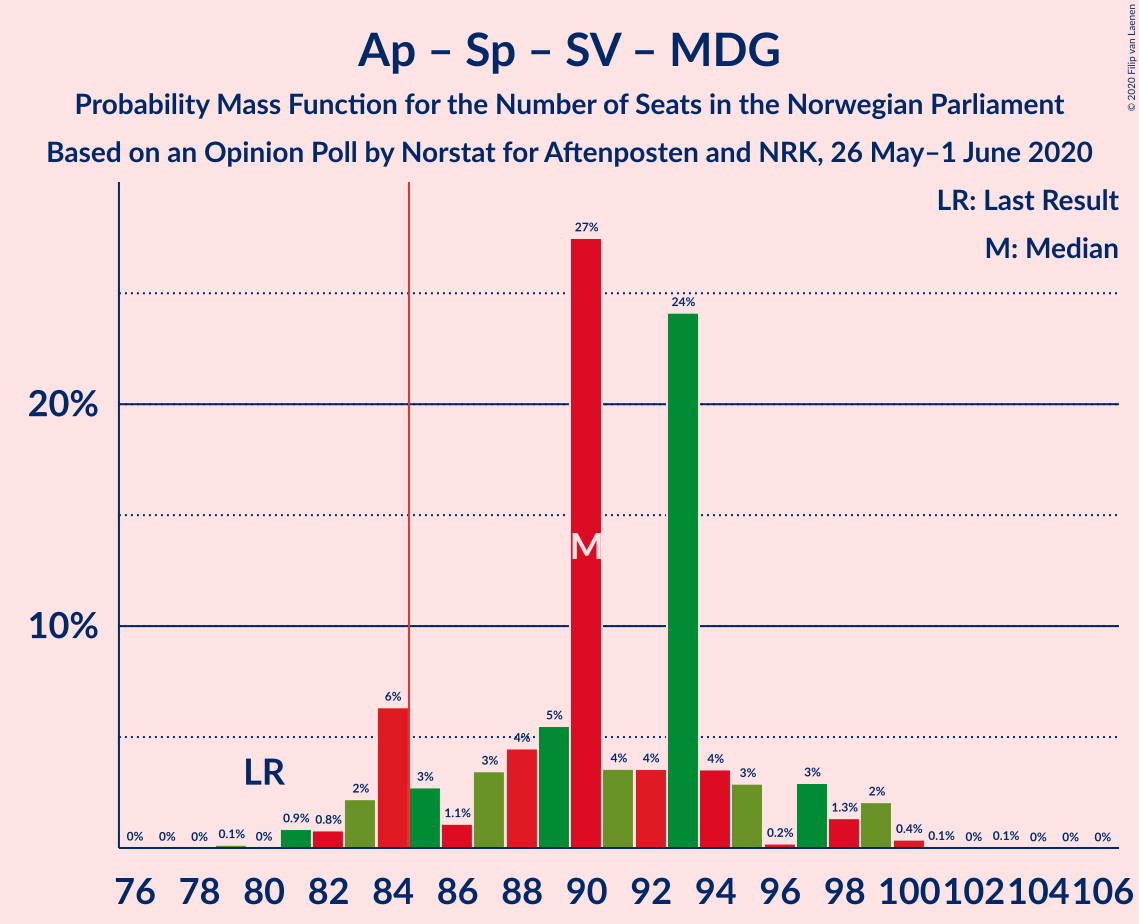 Ap – Sp – SV – MDG
Probability Mass Function for the Number of Seats in the Norwegian Parliament
Based on an Opinion Poll by Norstat for Aftenposten and NRK, 26 May–1 June 2020
© 2020 Filip van Laenen
LR: Last Result
M: Median
20%
10%
LR
M
0% 0% 0% 0.1% 0% 0.9% 0.8% 2% 6% 3% 1.1% 3% 4% 5% 27% 4% 4% 24% 4% 3% 0.2% 3% 1.3% 2% 0.4% 0.1% 0% 0.1% 0% 0% 0%
76 78 80 82 84 86 88 90 92 94 96 98 100 102 104 106